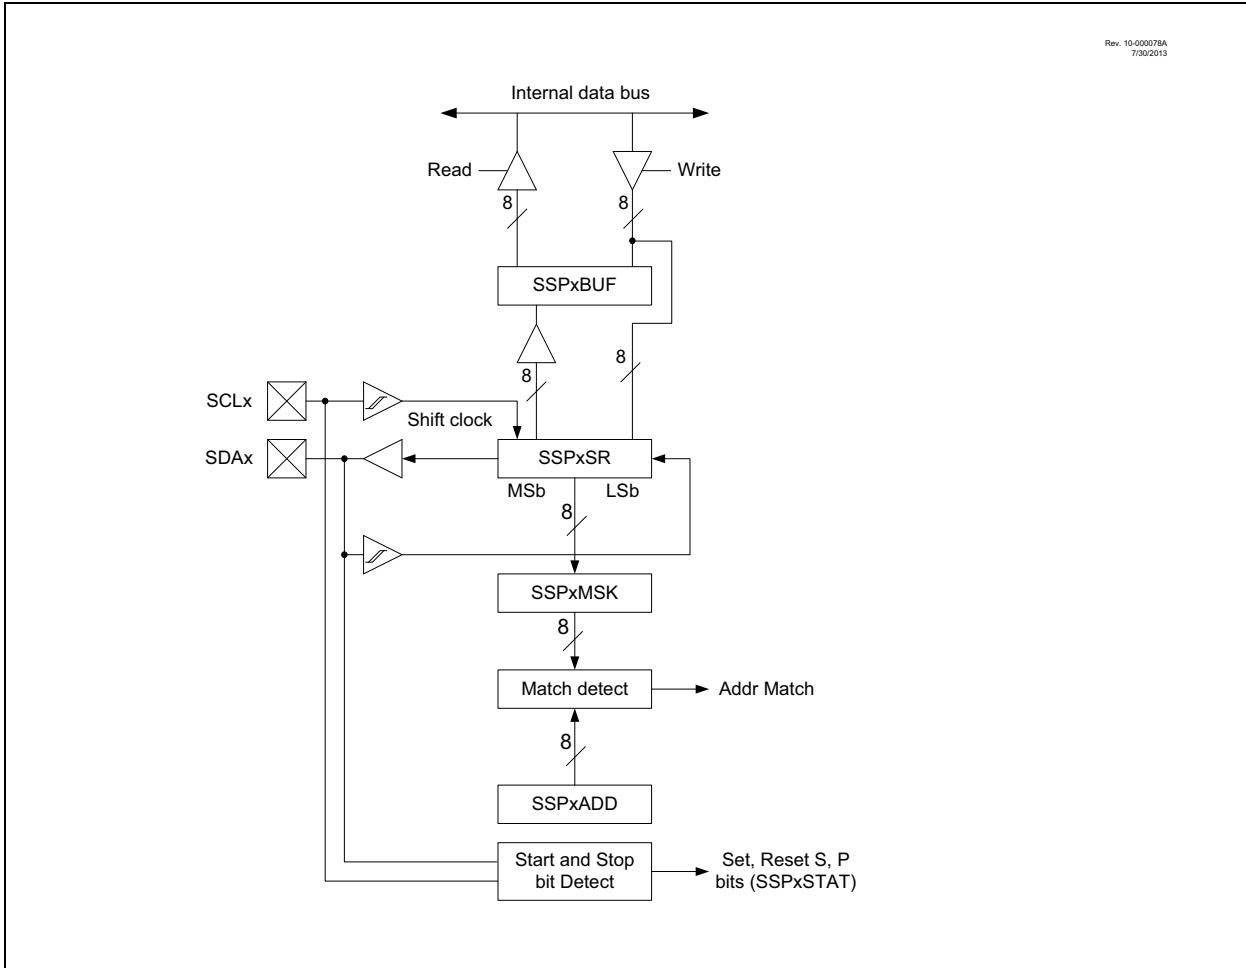 Rev. 10-000078A
7/30/2013
Internal data bus
Read
Write
8
8
SSPxBUF
8
8
SCLx
Shift clock
SDAx
SSPxSR
MSb
LSb
8
SSPxMSK
8
Match detect
Addr Match
8
SSPxADD
Start and Stop
bit Detect
Set, Reset S, P
bits (SSPxSTAT)